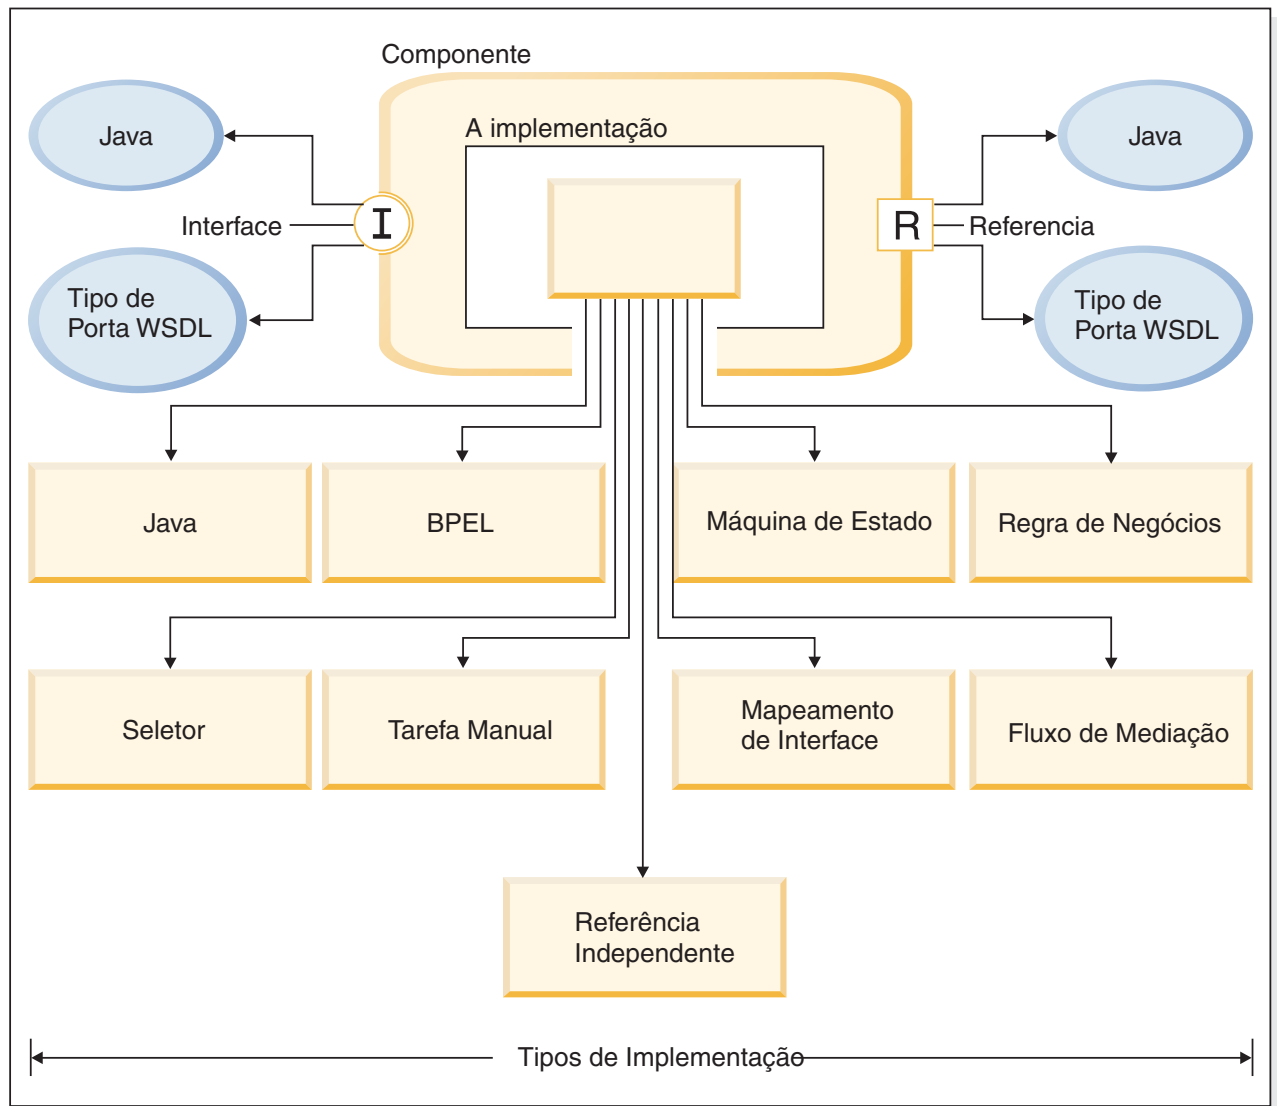 Componente
Java
A implementação
Java
Interface
I
R
Referencia
Tipo de
Porta WSDL
Tipo de
Porta WSDL
Java
BPEL
Máquina de Estado
Regra de Negócios
Seletor
Tarefa Manual
Mapeamento
de Interface
Fluxo de Mediação
Referência
Independente
Tipos de Implementação